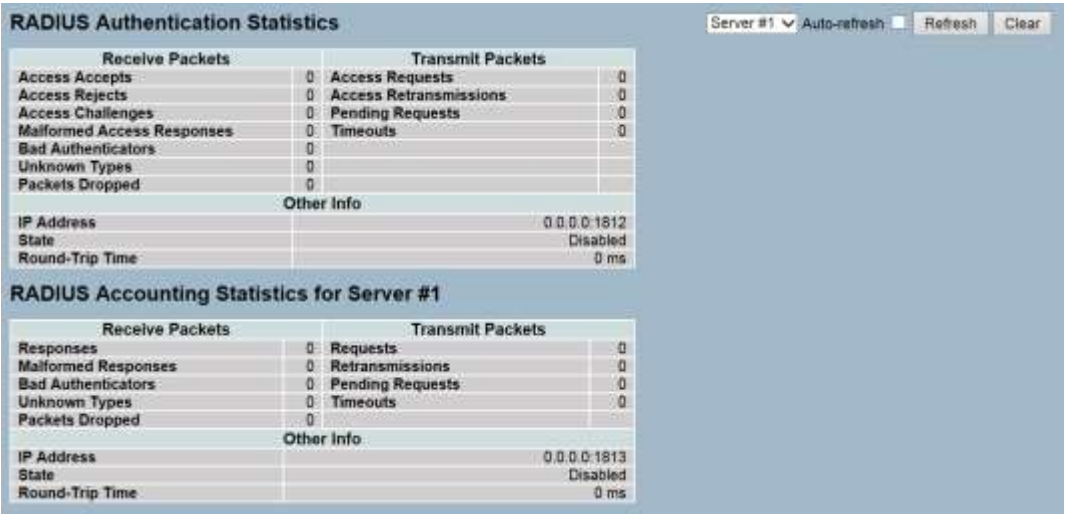 RADIUS Authentication Statistics
Server #1 Auto-refresh Refresh Clear
Receive Packets Transmit Packets
Access Accepts 0 Access Requests 0
Access Rejects 0 Access Retransmissions 0
Access Challenges 0 Pending Requests 0
Malformed Access Responses 0 Timeouts 0
Bad Authenticators 0
Unknown Types 0
Packets Dropped 0
Other Info
IP Address 0.0.0.0:1812
State Disabled
Round-Trip Time 0 ms
RADIUS Accounting Statistics for Server #1
Receive Packets Transmit Packets
Responses 0 Requests 0
Malformed Responses 0 Retransmissions 0
Bad Authenticators 0 Pending Requests 0
Unknown Types 0 Timeouts 0
Packets Dropped 0
Other Info
IP Address 0.0.0.0:1813
State Disabled
Round-Trip Time 0 ms